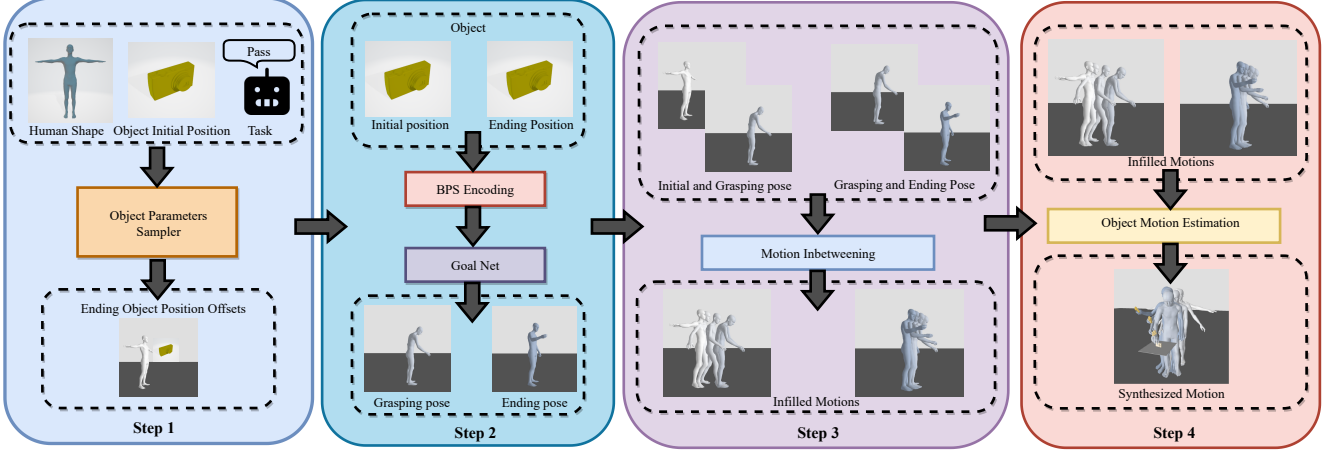 Pass
Human Shape
Object Initial Position
Task
Object Parameters
Sampler
Ending Object Position Offsets
Step 1
Object
Initial position
Ending Position
BPS Encoding
Goal Net
Grasping pose
Ending pose
Step 2
Initial and Grasping pose
Grasping and Ending Pose
Motion Inbetweening
Infilled Motions
Step 3
Infilled Motions
Object Motion Estimation
Synthesized Motion
Step 4